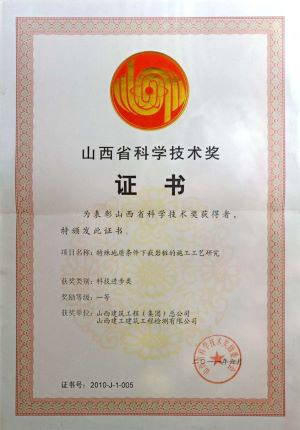 山西省科学技术奖
证书
为表彰山西省科学技术奖获得者，
特颁发此证书。
项目名称：特殊地质条件下嵌岩桩的施工工艺研究
获奖类别：科技进步类
奖励等级：一等
获奖单位：山西建筑工程（集团）总公司
山西建工建筑工程检测有限公司
证书号：2010-J-1-005